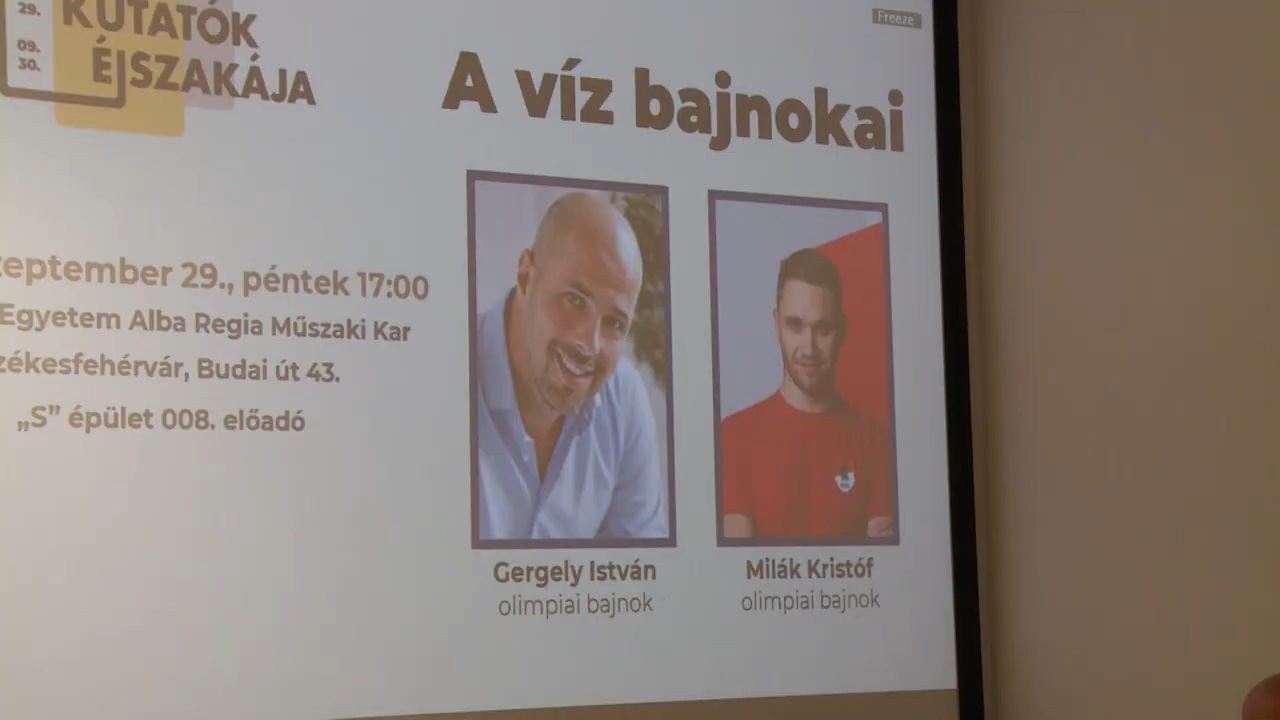 29.
09.
30.
KUTATÓK
ÉJSZAKÁJA
Freeze
A víz bajnokai
zeptember 29., péntek 17:00
Egyetem Alba Regia Műszaki Kar
zékesfehérvár, Budai út 43.
„S” épület 008. előadó
Gergely István
olimpiai bajnok
Milák Kristóf
olimpiai bajnok